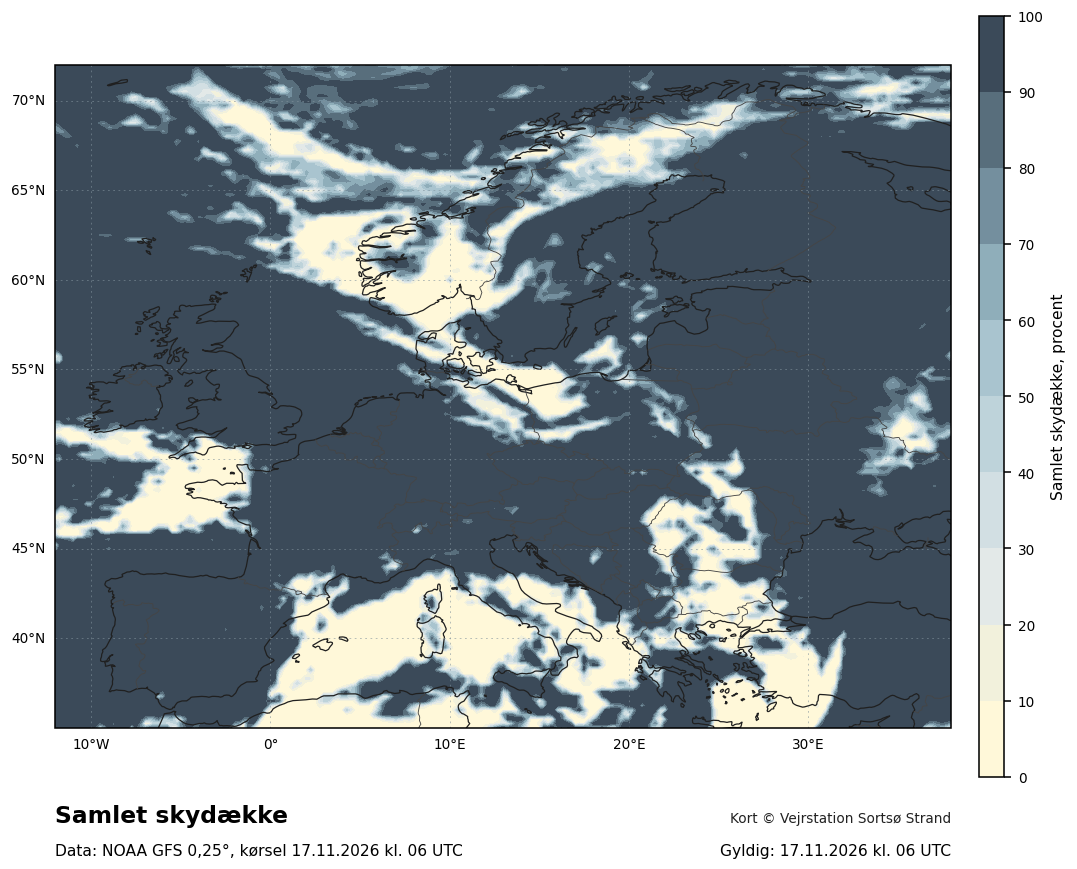 100
90
80
70
60
50
40
30
20
10
0
Samlet skydække, procent
70°N
65°N
60°N
55°N
50°N
45°N
40°N
10°W
0°
10°E
20°E
30°E
Samlet skydække
Kort © Vejrstation Sortsø Strand
Data: NOAA GFS 0,25°, kørsel 17.11.2026 kl. 06 UTC
Gyldig: 17.11.2026 kl. 06 UTC